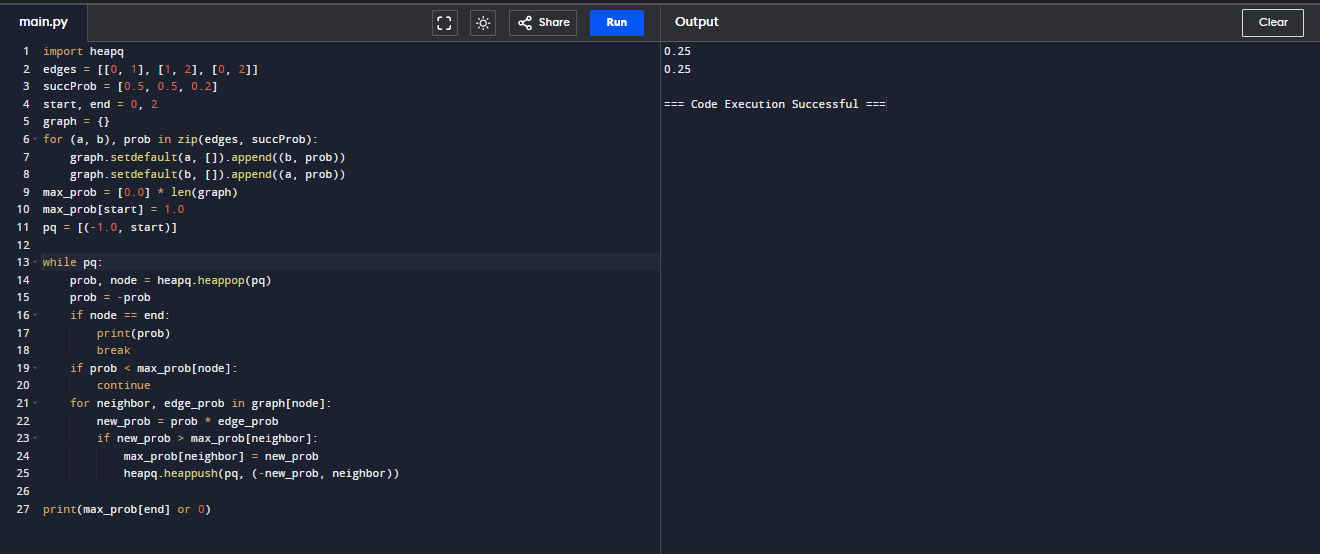 main.py
Share
Run
Output
Clear
1 import heapq
2 edges = [[0, 1], [1, 2], [0, 2]]
3 succProb = [0.5, 0.5, 0.2]
4 start, end = 0, 2
5 graph = {}
6 for (a, b), prob in zip(edges, succProb):
7     graph.setdefault(a, []).append((b, prob))
8     graph.setdefault(b, []).append((a, prob))
9 max_prob = [0.0] * len(graph)
10 max_prob[start] = 1.0
11 pq = [(-1.0, start)]
12
13 while pq:
14     prob, node = heapq.heappop(pq)
15     prob = -prob
16     if node == end:
17         print(prob)
18         break
19     if prob < max_prob[node]:
20         continue
21     for neighbor, edge_prob in graph[node]:
22         new_prob = prob * edge_prob
23         if new_prob > max_prob[neighbor]:
24             max_prob[neighbor] = new_prob
25             heapq.heappush(pq, (-new_prob, neighbor))
26
27 print(max_prob[end] or 0)
0.25
0.25
=== Code Execution Successful ===